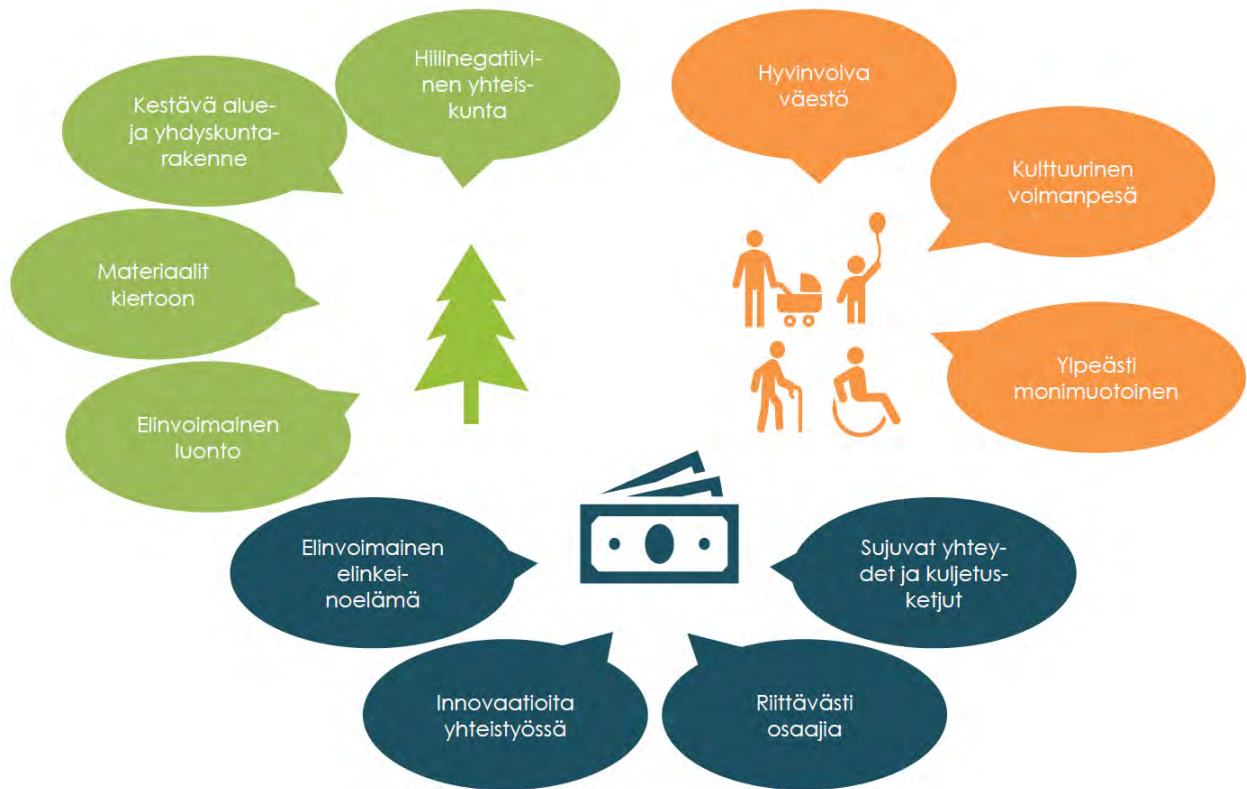 Hiilinegatiivi-
nen yhteis-
kunta
Hyvinvoiva
väestö
Kestävä alue-
ja yhdyskunta-
rakenne
Kulttuurinen
voimanpesä
Materiaalit
kiertoon
Ylpeästi
monimuotoinen
Elinvoimainen
luonto
Elinvoimainen
elinkei-
noelämä
Sujuvat yhtey-
det ja kuljetus-
ketjut
Innovaatioita
yhteistyössä
Riittävästi
osaajia